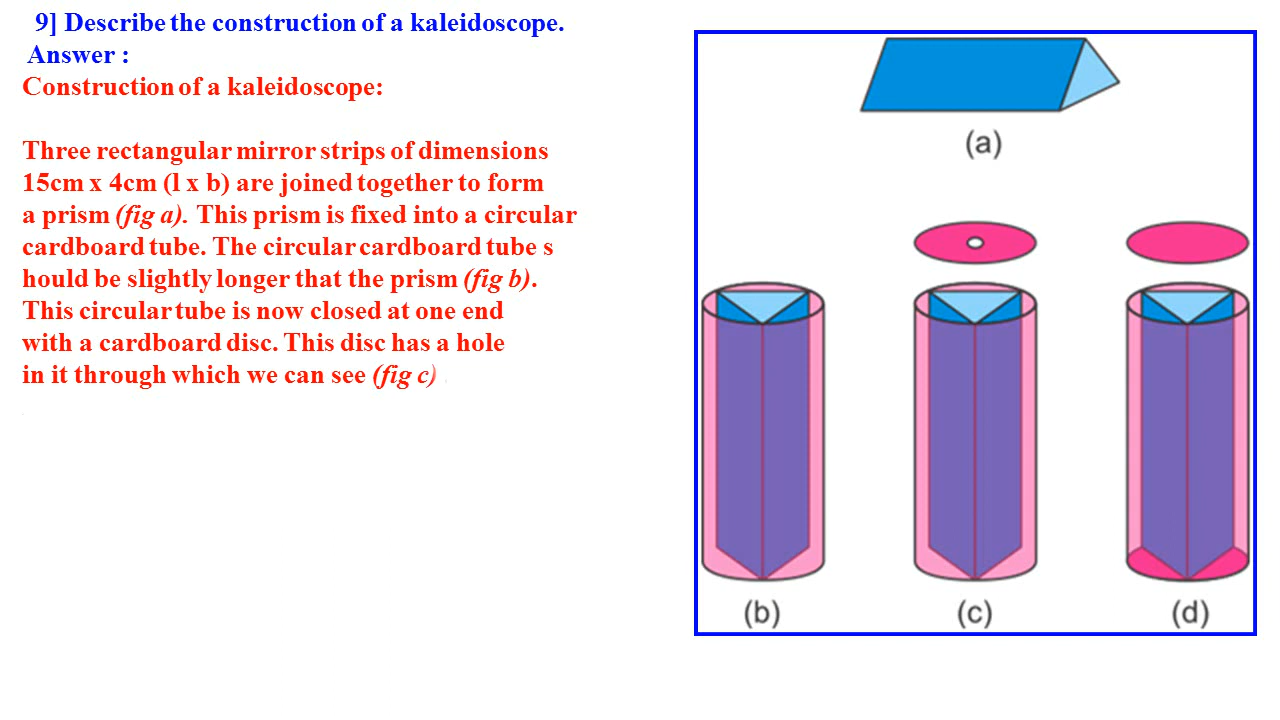 9] Describe the construction of a kaleidoscope.
Answer :
Construction of a kaleidoscope:
Three rectangular mirror strips of dimensions
15cm x 4cm (l x b) are joined together to form
a prism (fig a). This prism is fixed into a circular
cardboard tube. The circular cardboard tube s
hould be slightly longer that the prism (fig b).
This circular tube is now closed at one end
with a cardboard disc. This disc has a hole
in it through which we can see (fig c)
(a)
(b)
(c)
(d)